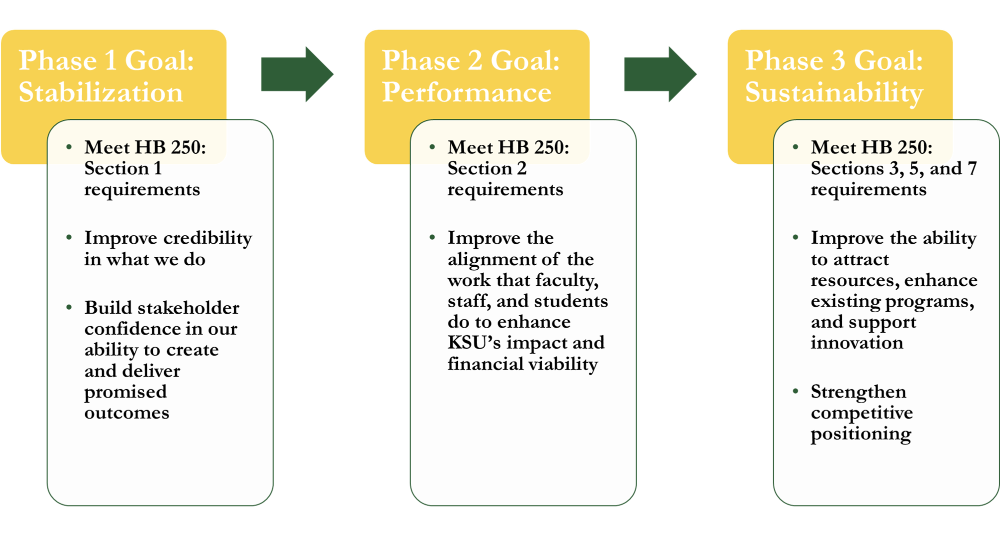 Phase 1 Goal:
Stabilization
• Meet HB 250:
Section 1
requirements
• Improve credibility
in what we do
• Build stakeholder
confidence in our
ability to create
and deliver
promised
outcomes
Phase 2 Goal:
Performance
• Meet HB 250:
Section 2
requirements
• Improve the
alignment of the
work that faculty,
staff, and students
do to enhance
KSU’s impact and
financial viability
Phase 3 Goal:
Sustainability
• Meet HB 250:
Sections 3, 5, and 7
requirements
• Improve the ability
to attract
resources, enhance
existing programs,
and support
innovation
• Strengthen
competitive
positioning